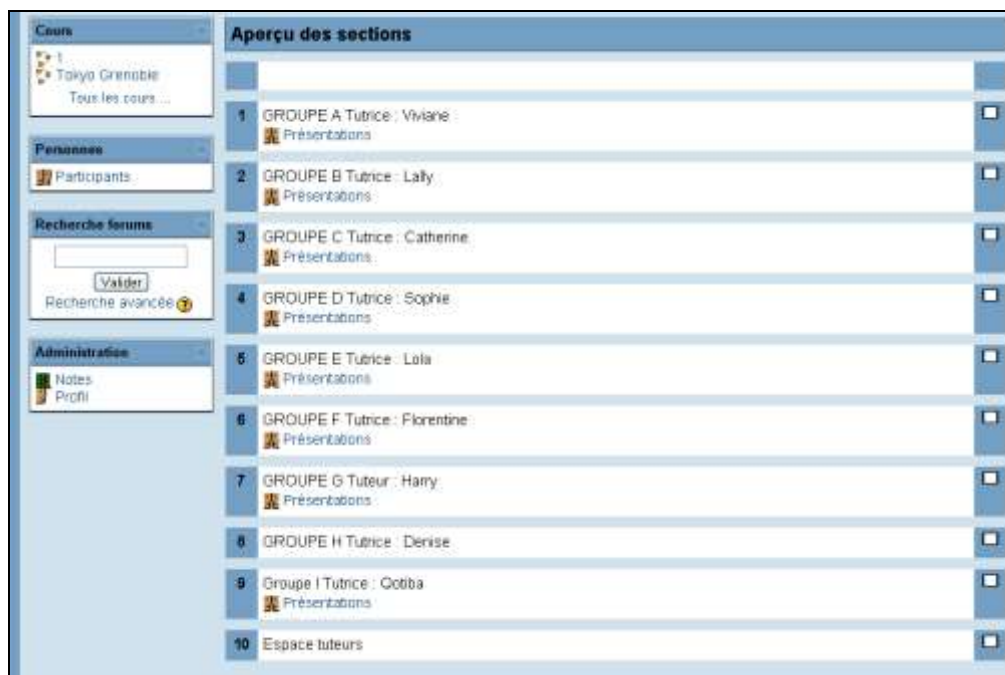 Cours
1
Tokyo Grenoble
Tous les cours ...
Personnes
Participants
Recherche forums
Valider
Recherche avancée ?
Administration
Notes
Profil
Aperçu des sections
1 GROUPE A Tutrice : Viviane
Présentations
2 GROUPE B Tutrice : Lally
Présentations
3 GROUPE C Tutrice : Catherine
Présentations
4 GROUPE D Tutrice : Sophie
Présentations
5 GROUPE E Tutrice : Lola
Présentations
6 GROUPE F Tutrice : Florentine
Présentations
7 GROUPE G Tuteur : Harry
Présentations
8 GROUPE H Tutrice : Denise
9 Groupe I Tutrice : Qotiba
Présentations
10 Espace tuteurs